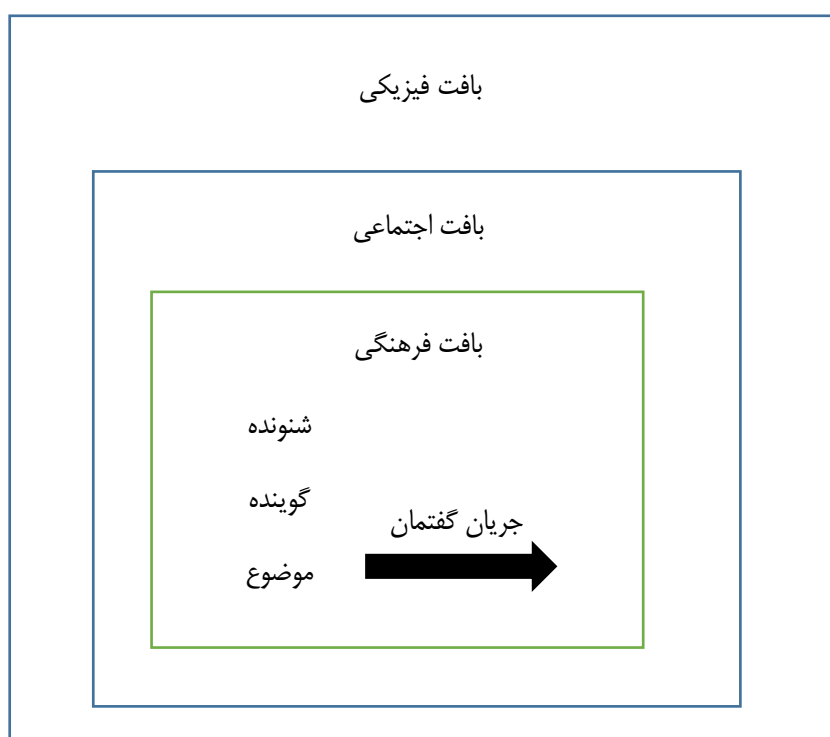 بافت فیزیکی
بافت اجتماعی
بافت فرهنگی
شنونده
گوینده
جریان گفتمان
موضوع